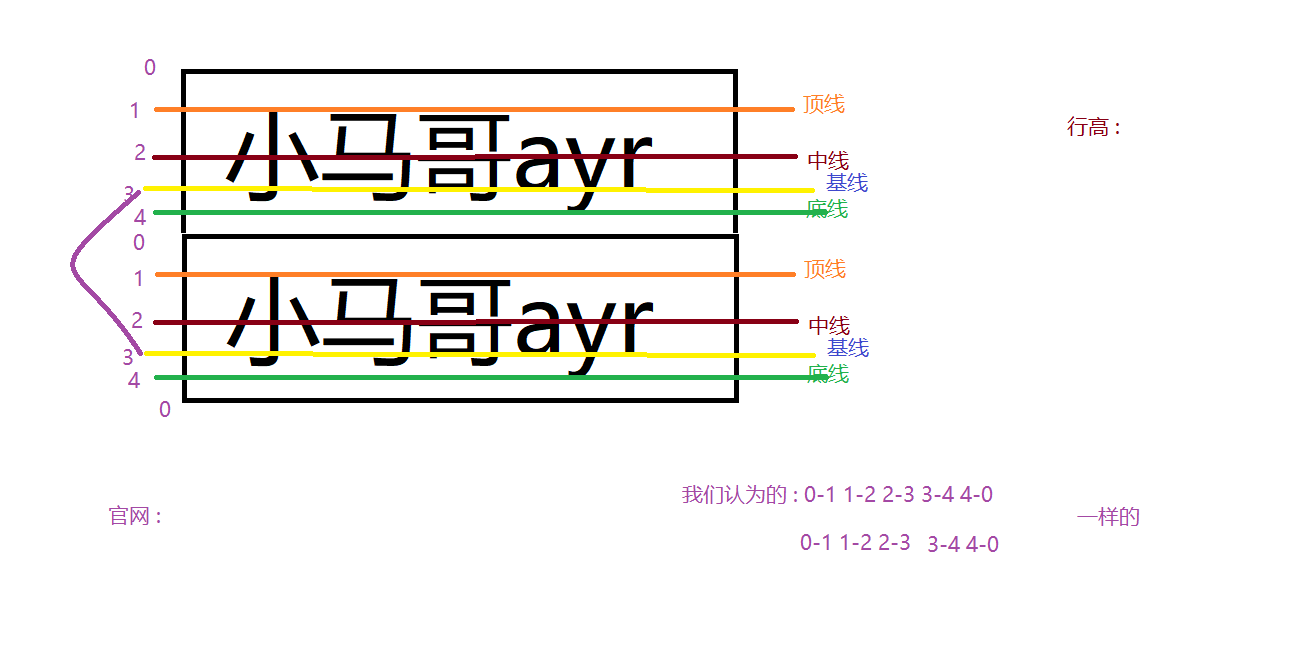 0
1
顶线
行高：
2
小马哥ayr
中线
3
基线
4
底线
0
1
顶线
2
小马哥ayr
中线
3
基线
4
底线
0
我们认为的：0-1 1-2 2-3 3-4 4-0
官网：
一样的
0-1 1-2 2-3 3-4 4-0